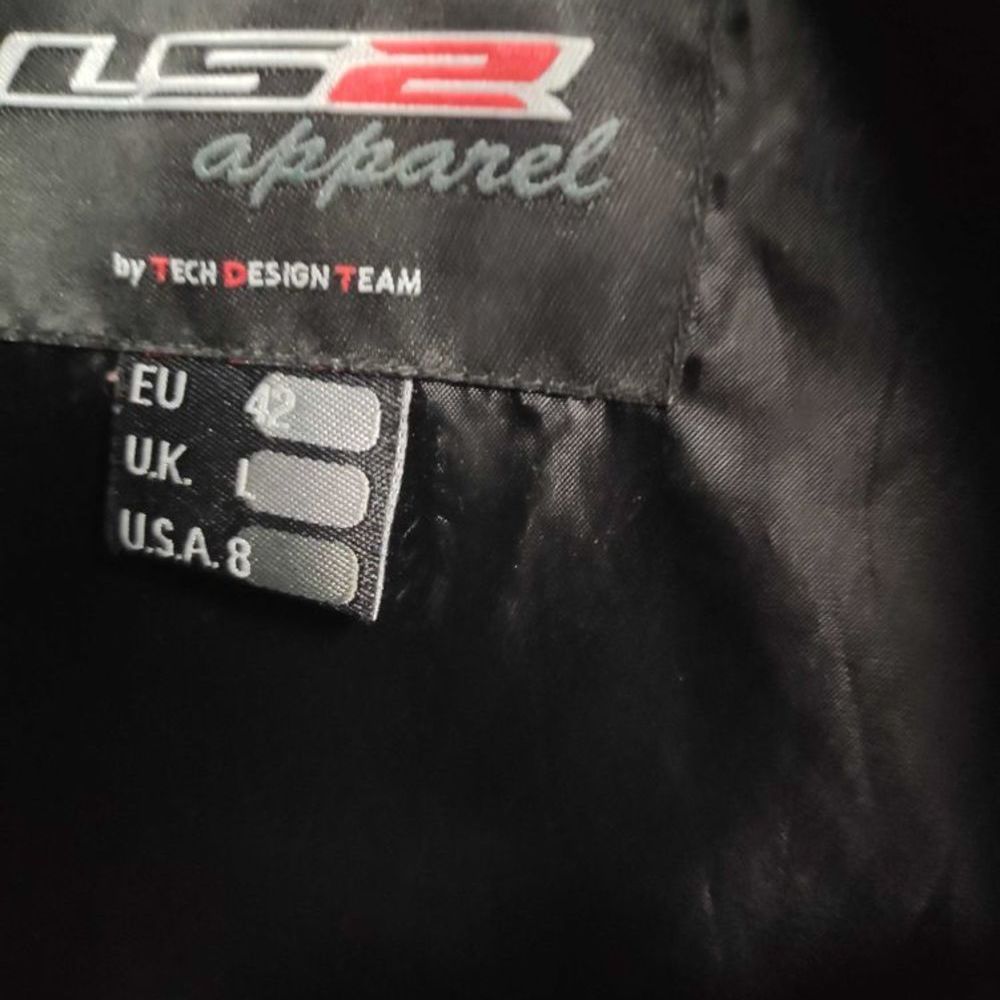 LS2
apparel
by TECH DESIGN TEAM
EU 42
U.K. L
U.S.A. 8